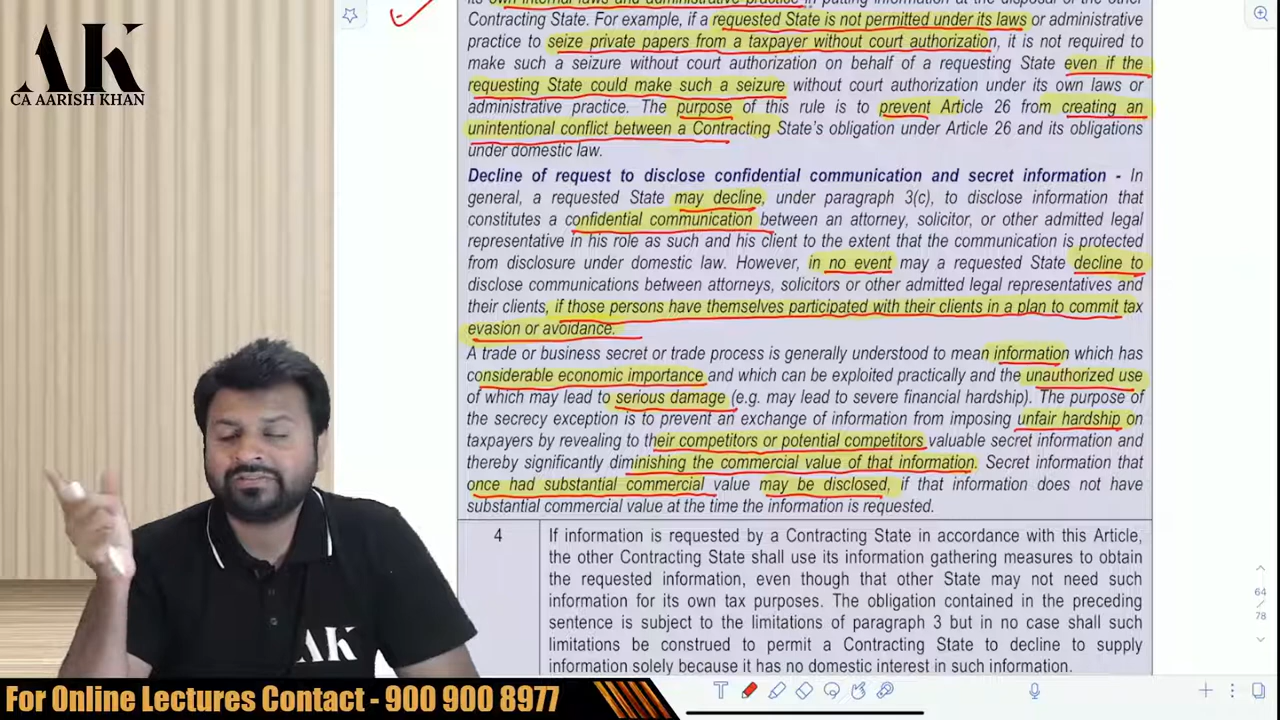 AK
CA AARISH KHAN
its own internal laws and administrative practice in putting information at the disposal of the other
Contracting State. For example, if a requested State is not permitted under its laws or administrative
practice to seize private papers from a taxpayer without court authorization, it is not required to
make such a seizure without court authorization on behalf of a requesting State even if the
requesting State could make such a seizure without court authorization under its own laws or
administrative practice. The purpose of this rule is to prevent Article 26 from creating an
unintentional conflict between a Contracting State's obligation under Article 26 and its obligations
under domestic law.
Decline of request to disclose confidential communication and secret information - In
general, a requested State may decline, under paragraph 3(c), to disclose information that
constitutes a confidential communication between an attorney, solicitor, or other admitted legal
representative in his role as such and his client to the extent that the communication is protected
from disclosure under domestic law. However, in no event may a requested State decline to
disclose communications between attorneys, solicitors or other admitted legal representatives and
their clients, if those persons have themselves participated with their clients in a plan to commit tax
evasion or avoidance.
A trade or business secret or trade process is generally understood to mean information which has
considerable economic importance and which can be exploited practically and the unauthorized use
of which may lead to serious damage (e.g. may lead to severe financial hardship). The purpose of
the secrecy exception is to prevent an exchange of information from imposing unfair hardship on
taxpayers by revealing to their competitors or potential competitors valuable secret information and
thereby significantly diminishing the commercial value of that information. Secret information that
once had substantial commercial value may be disclosed, if that information does not have
substantial commercial value at the time the information is requested.
4
If information is requested by a Contracting State in accordance with this Article,
the other Contracting State shall use its information gathering measures to obtain
the requested information, even though that other State may not need such
information for its own tax purposes. The obligation contained in the preceding
sentence is subject to the limitations of paragraph 3 but in no case shall such
limitations be construed to permit a Contracting State to decline to supply
information solely because it has no domestic interest in such information.
64
/
78
AK
For Online Lectures Contact - 900 900 8977